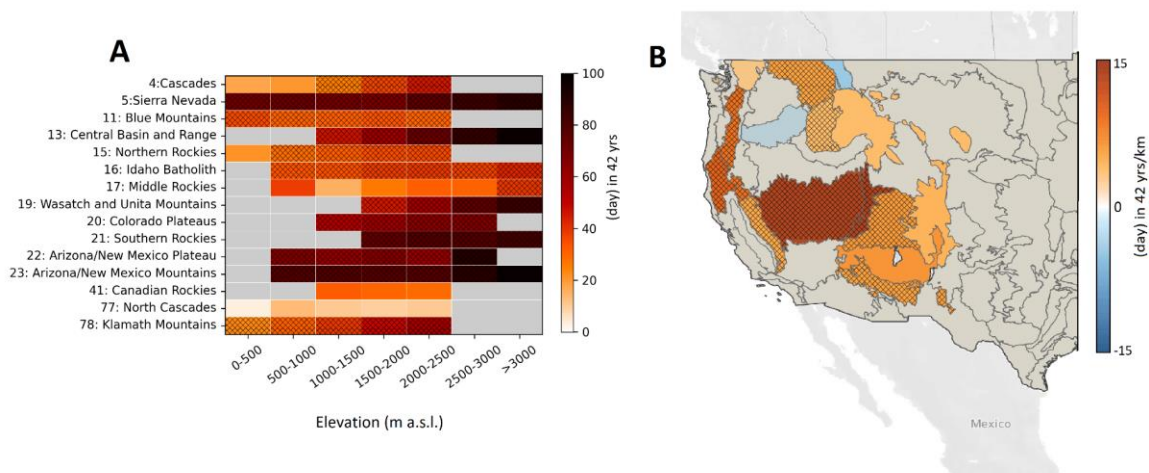 A
4:Cascades
5:Sierra Nevada
11: Blue Mountains
13: Central Basin and Range
15: Northern Rockies
16: Idaho Batholith
17: Middle Rockies
19: Wasatch and Unita Mountains
20: Colorado Plateaus
21: Southern Rockies
22: Arizona/New Mexico Plateau
23: Arizona/New Mexico Mountains
41: Canadian Rockies
77: North Cascades
78: Klamath Mountains
0-500
500-1000
1000-1500
1500-2000
2000-2500
2500-3000
>3000
Elevation (m a.s.l.)
100
80
60
40
20
0
(day) in 42 yrs
B
Mexico
15
0
-15
(day) in 42 yrs/km